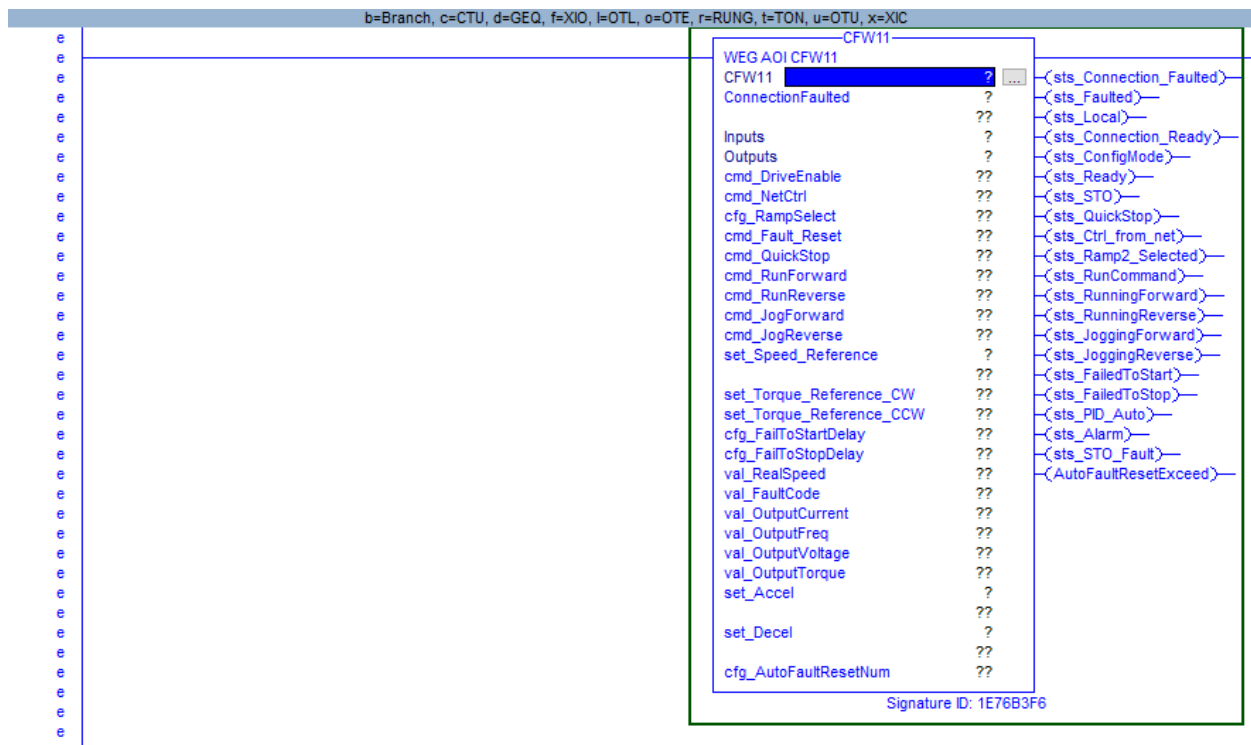 b=Branch, c=CTU, d=GEQ, f=XIO, l=OTL, o=OTE, r=RUNG, t=TON, u=OTU, x=XIC
e CFW11
e WEG AOI CFW11
e CFW11 ? ... (sts_Connection_Faulted)
e ConnectionFaulted ? (sts_Faulted)
e ?? (sts_Local)
e Inputs ? (sts_Connection_Ready)
e Outputs ? (sts_ConfigMode)
e cmd_DriveEnable ?? (sts_Ready)
e cmd_NetCtrl ?? (sts_STO)
e cfg_RampSelect ?? (sts_QuickStop)
e cmd_Fault_Reset ?? (sts_Ctrl_from_net)
e cmd_QuickStop ?? (sts_Ramp2_Selected)
e cmd_RunForward ?? (sts_RunCommand)
e cmd_RunReverse ?? (sts_RunningForward)
e cmd_JogForward ?? (sts_RunningReverse)
e cmd_JogReverse ?? (sts_JoggingForward)
e set_Speed_Reference ? (sts_JoggingReverse)
e ?? (sts_FailedToStart)
e set_Torque_Reference_CW ?? (sts_FailedToStop)
e set_Torque_Reference_CCW ?? (sts_PID_Auto)
e cfg_FailToStartDelay ?? (sts_Alarm)
e cfg_FailToStopDelay ?? (sts_STO_Fault)
e val_RealSpeed ?? (AutoFaultResetExceed)
e val_FaultCode ??
e val_OutputCurrent ??
e val_OutputFreq ??
e val_OutputVoltage ??
e val_OutputTorque ??
e set_Accel ?
e ??
e set_Decel ?
e ??
e cfg_AutoFaultResetNum ??
e
e Signature ID: 1E76B3F6
e